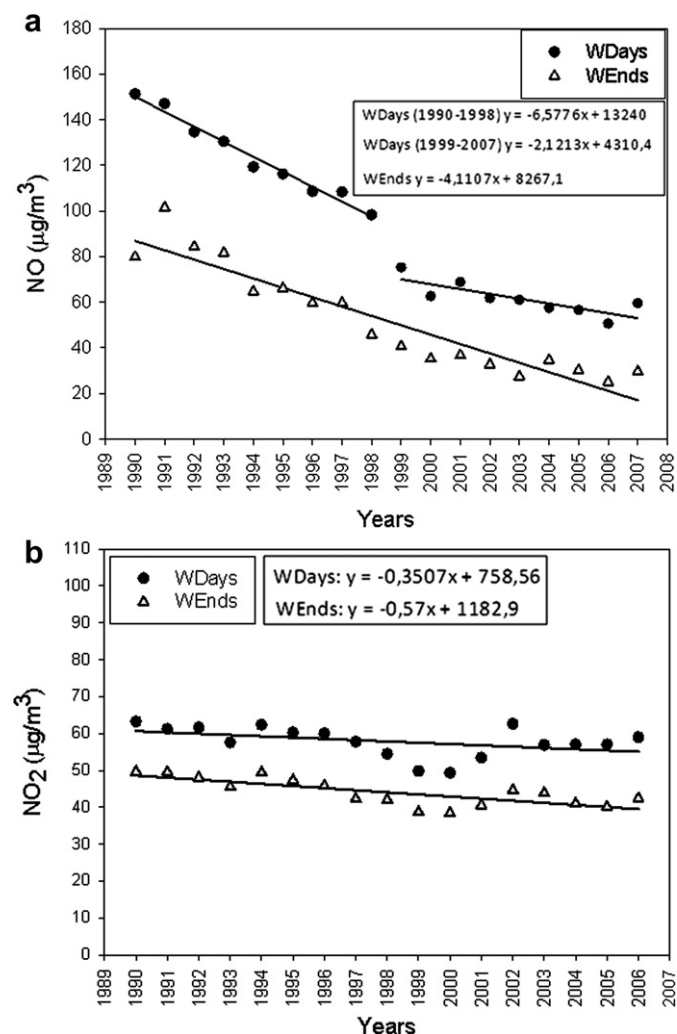 a
180
160
140
120
100
80
60
40
20
0
NO (µg/m³)
WDays
WEnds
WDays (1990-1998) y = -6,5776x + 13240
WDays (1999-2007) y = -2,1213x + 4310,4
WEnds y = -4,1107x + 8267,1
1989 1990 1991 1992 1993 1994 1995 1996 1997 1998 1999 2000 2001 2002 2003 2004 2005 2006 2007 2008
Years
b
110
100
90
80
70
60
50
40
30
20
10
0
NO₂ (µg/m³)
WDays
WEnds
WDays: y = -0,3507x + 758,56
WEnds: y = -0,57x + 1182,9
1989 1990 1991 1992 1993 1994 1995 1996 1997 1998 1999 2000 2001 2002 2003 2004 2005 2006 2007
Years